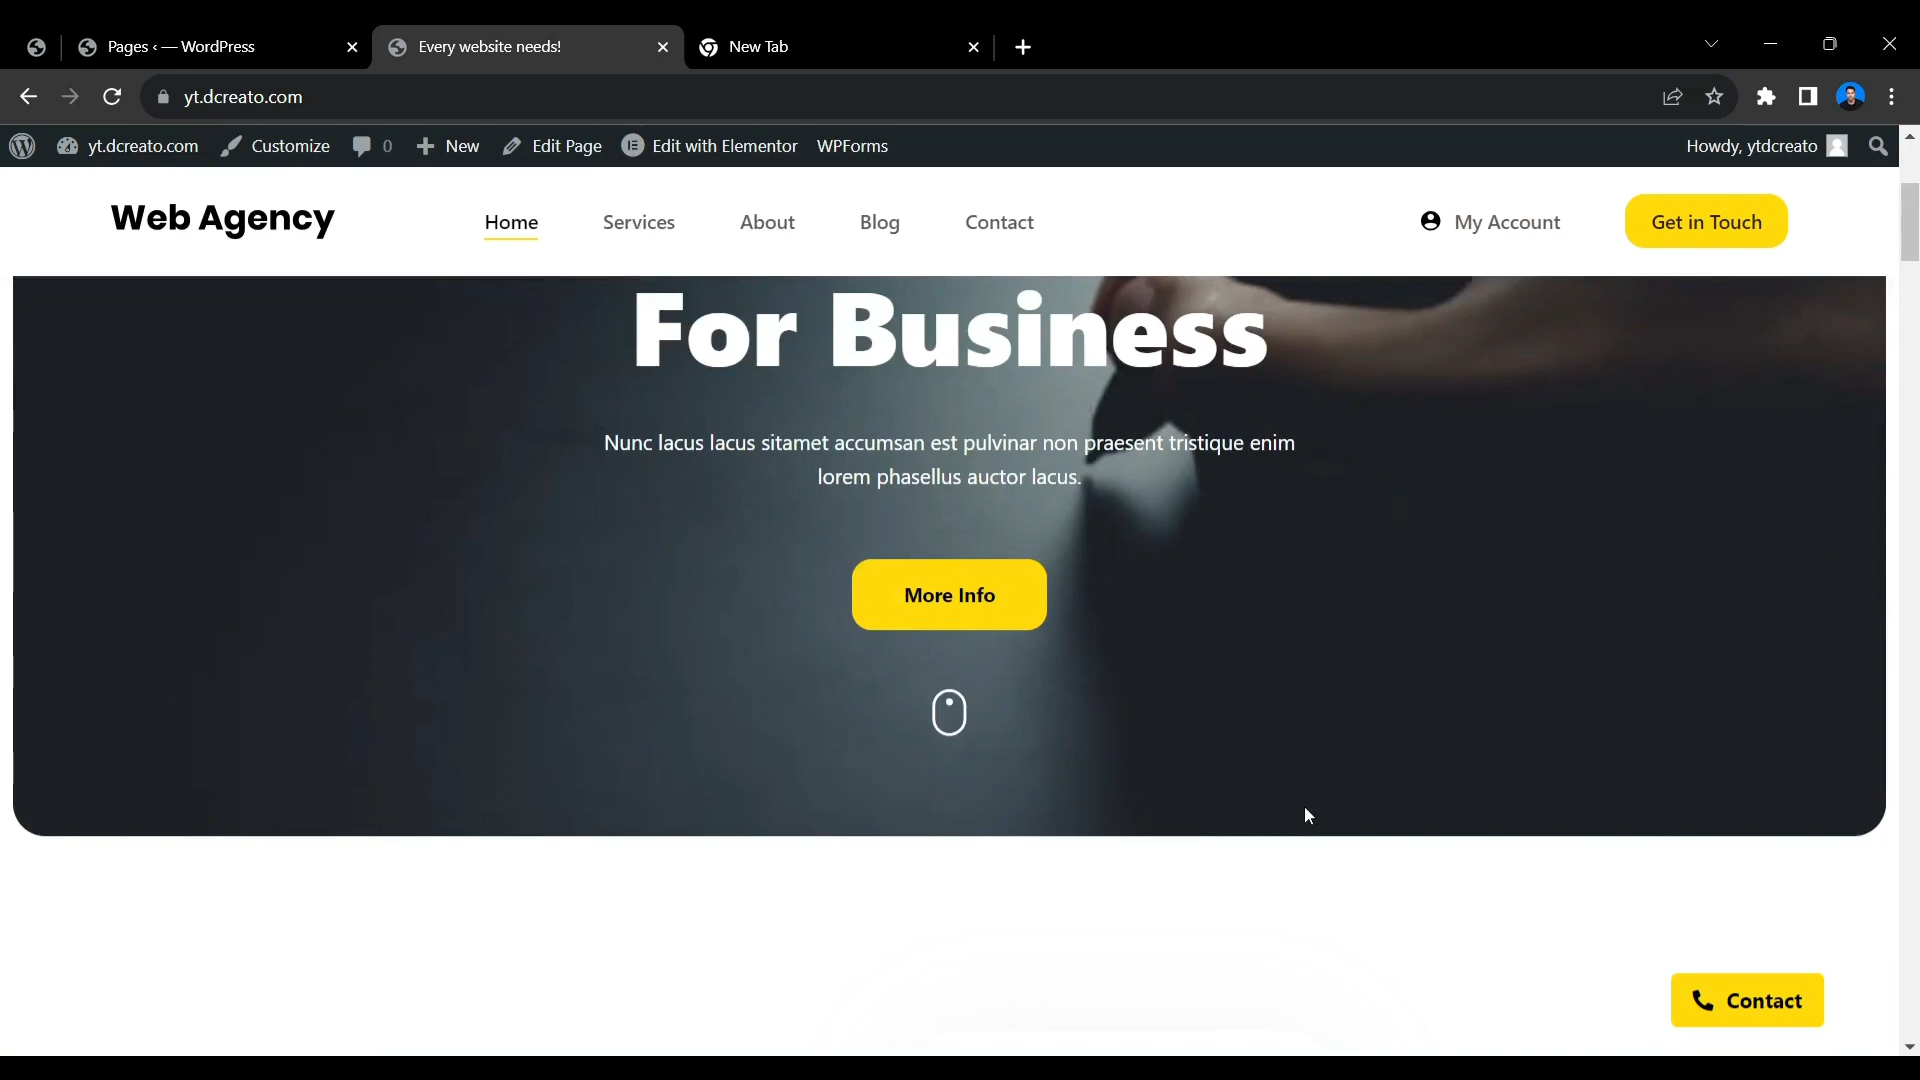 Pages ‹ — WordPress
Every website needs!
New Tab
yt.dcreato.com
yt.dcreato.com
Customize
0
New
Edit Page
Edit with Elementor
WPForms
Howdy, ytdcreato
Web Agency
Home
Services
About
Blog
Contact
My Account
Get in Touch
For Business
Nunc lacus lacus sitamet accumsan est pulvinar non praesent tristique enim
lorem phasellus auctor lacus.
More Info
Contact